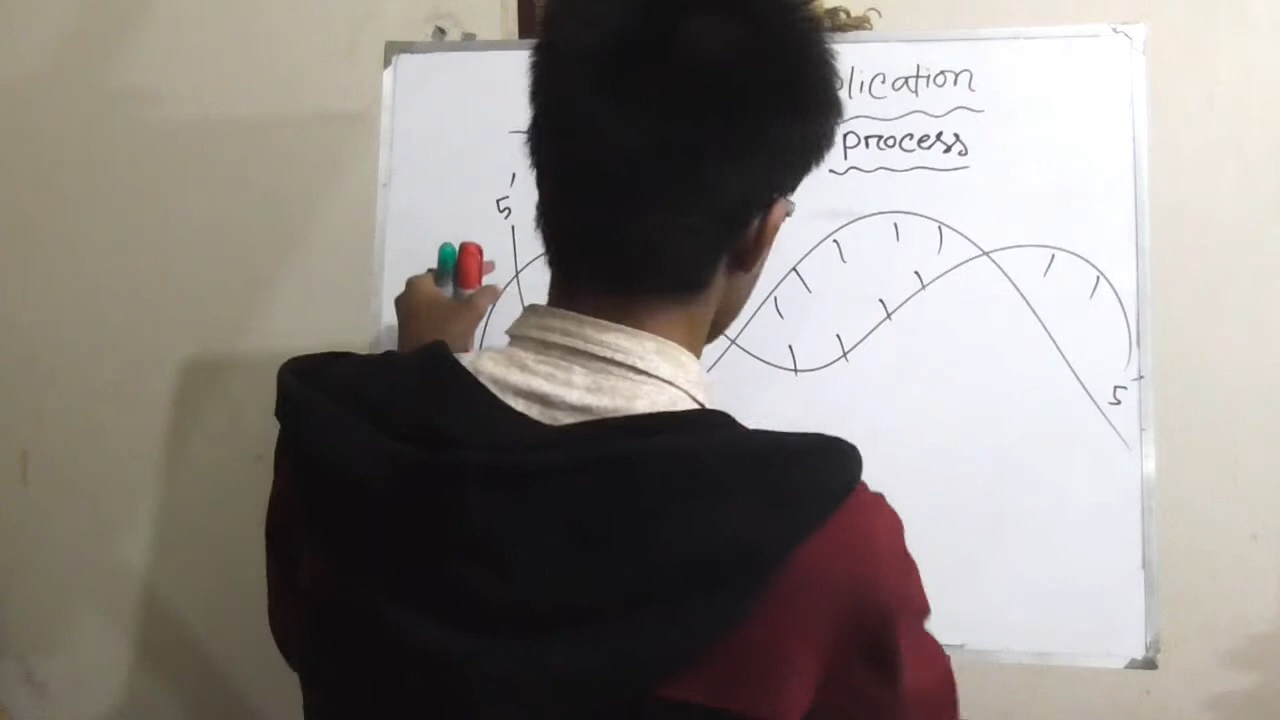 plication
process
5'
5'